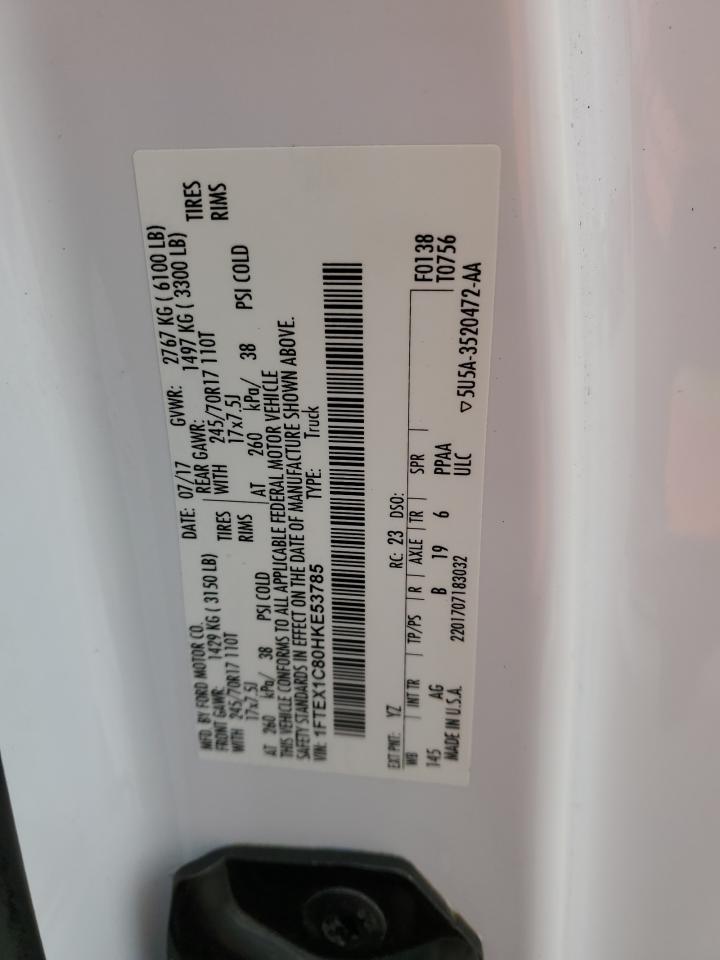 MFD. BY FORD MOTOR CO.
DATE: 07/17 GVWR: 2767 KG ( 6100 LB)
FRONT GAWR: 1429 KG ( 3150 LB) REAR GAWR: 1497 KG ( 3300 LB)
WITH 245/70R17 110T TIRES WITH 245/70R17 110T TIRES
17x7.5J RIMS 17x7.5J RIMS
AT 260 kPa/ 38 PSI COLD AT 260 kPa/ 38 PSI COLD
THIS VEHICLE CONFORMS TO ALL APPLICABLE FEDERAL MOTOR VEHICLE
SAFETY STANDARDS IN EFFECT ON THE DATE OF MANUFACTURE SHOWN ABOVE.
VIN: 1FTEX1C80HKE53785 TYPE: Truck
EXT PNT: YZ RC: 23 DSO: F0138
WB INT TR TP/PS R AXLE TR SPR T0756
145 AG B 19 6 PPAA
MADE IN U.S.A. 2201707183032 ULC ▽5U5A-3520472-AA